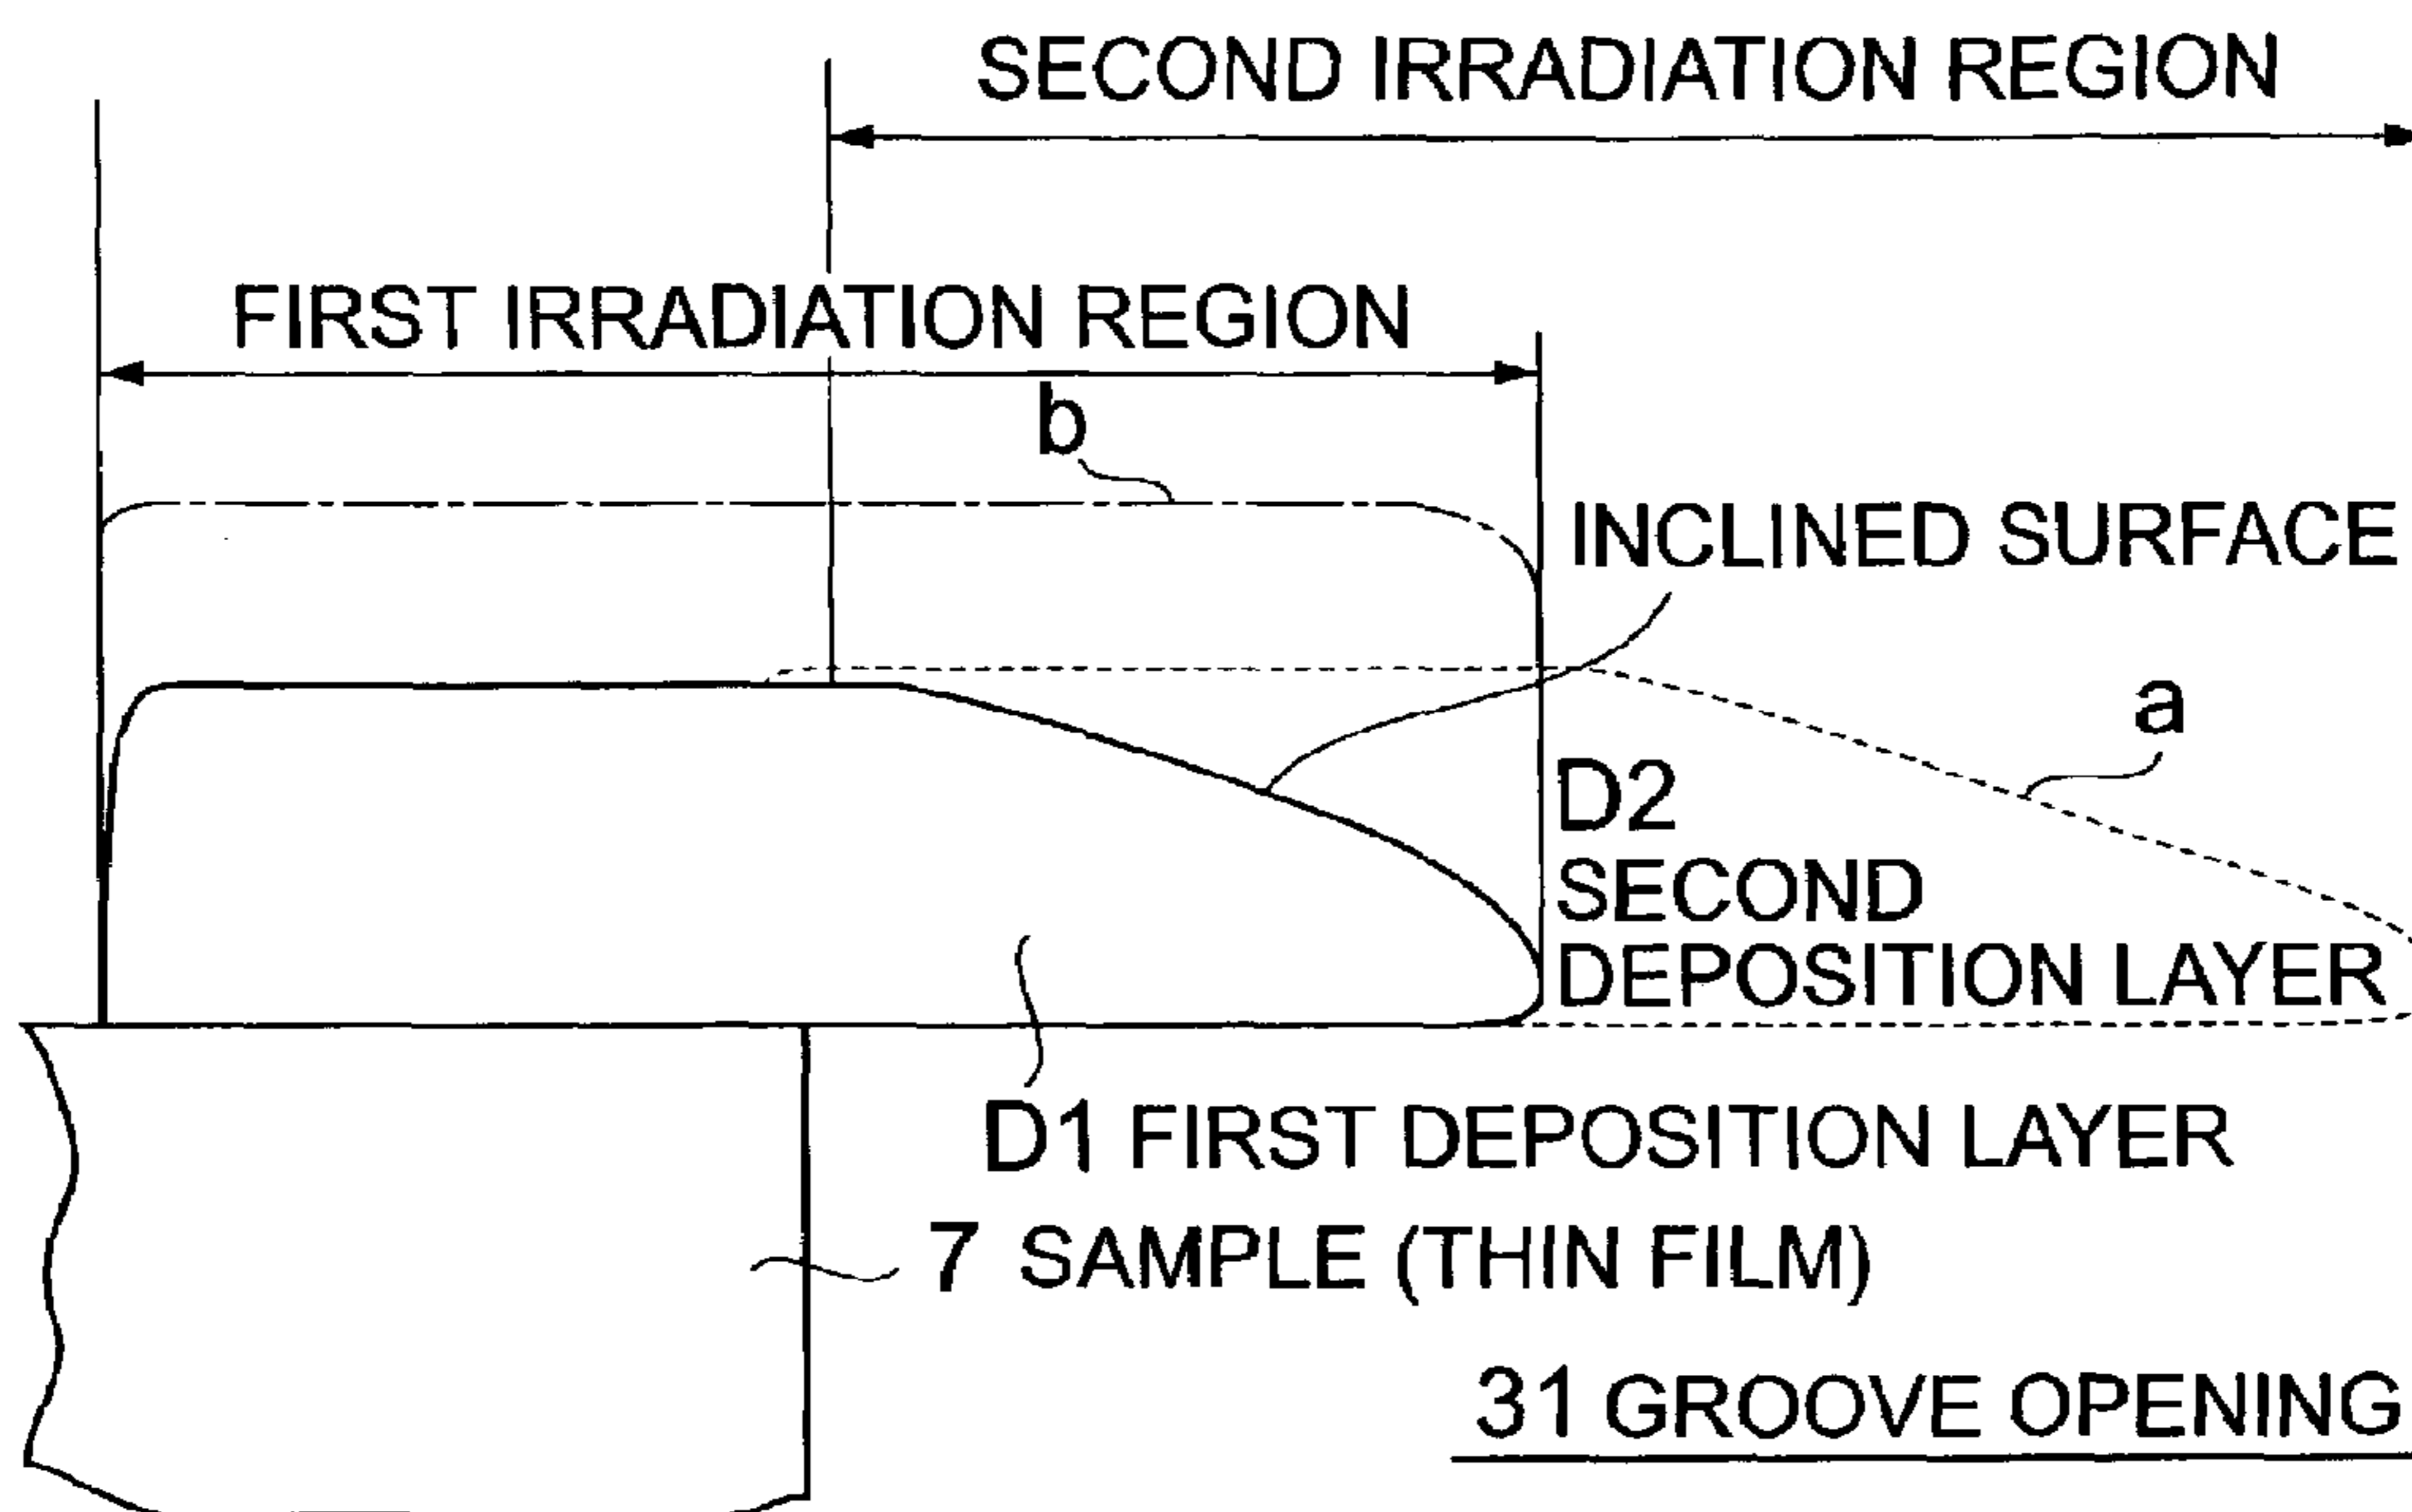 SECOND IRRADIATION REGION
FIRST IRRADIATION REGION
b
INCLINED SURFACE
a
D2
SECOND
DEPOSITION LAYER
D1 FIRST DEPOSITION LAYER
7 SAMPLE (THIN FILM)
31 GROOVE OPENING